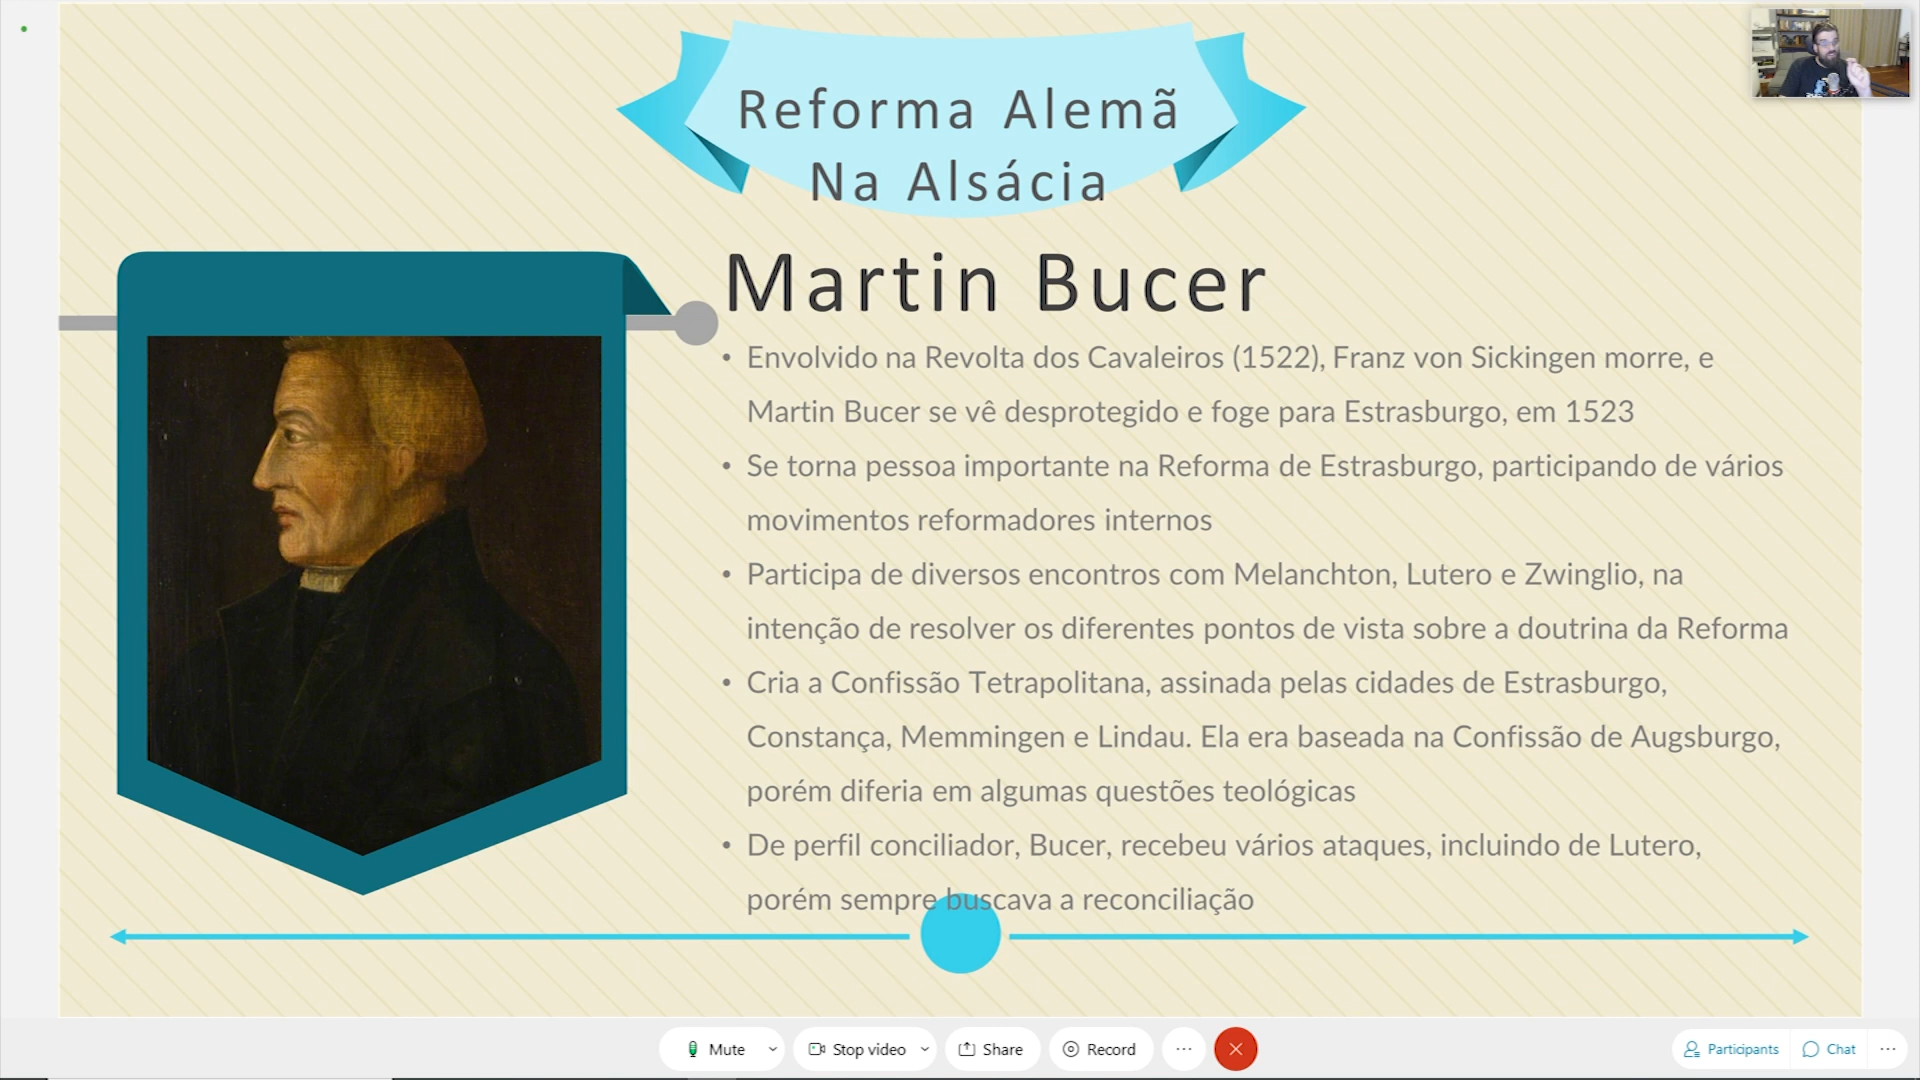 Reforma Alemã
Na Alsácia
Martin Bucer
• Envolvido na Revolta dos Cavaleiros (1522), Franz von Sickingen morre, e
Martin Bucer se vê desprotegido e foge para Estrasburgo, em 1523
• Se torna pessoa importante na Reforma de Estrasburgo, participando de vários
movimentos reformadores internos
• Participa de diversos encontros com Melanchton, Lutero e Zwinglio, na
intenção de resolver os diferentes pontos de vista sobre a doutrina da Reforma
• Cria a Confissão Tetrapolitana, assinada pelas cidades de Estrasburgo,
Constança, Memmingen e Lindau. Ela era baseada na Confissão de Augsburgo,
porém diferia em algumas questões teológicas
• De perfil conciliador, Bucer, recebeu vários ataques, incluindo de Lutero,
porém sempre buscava a reconciliação
Mute Stop video Share Record Participants Chat